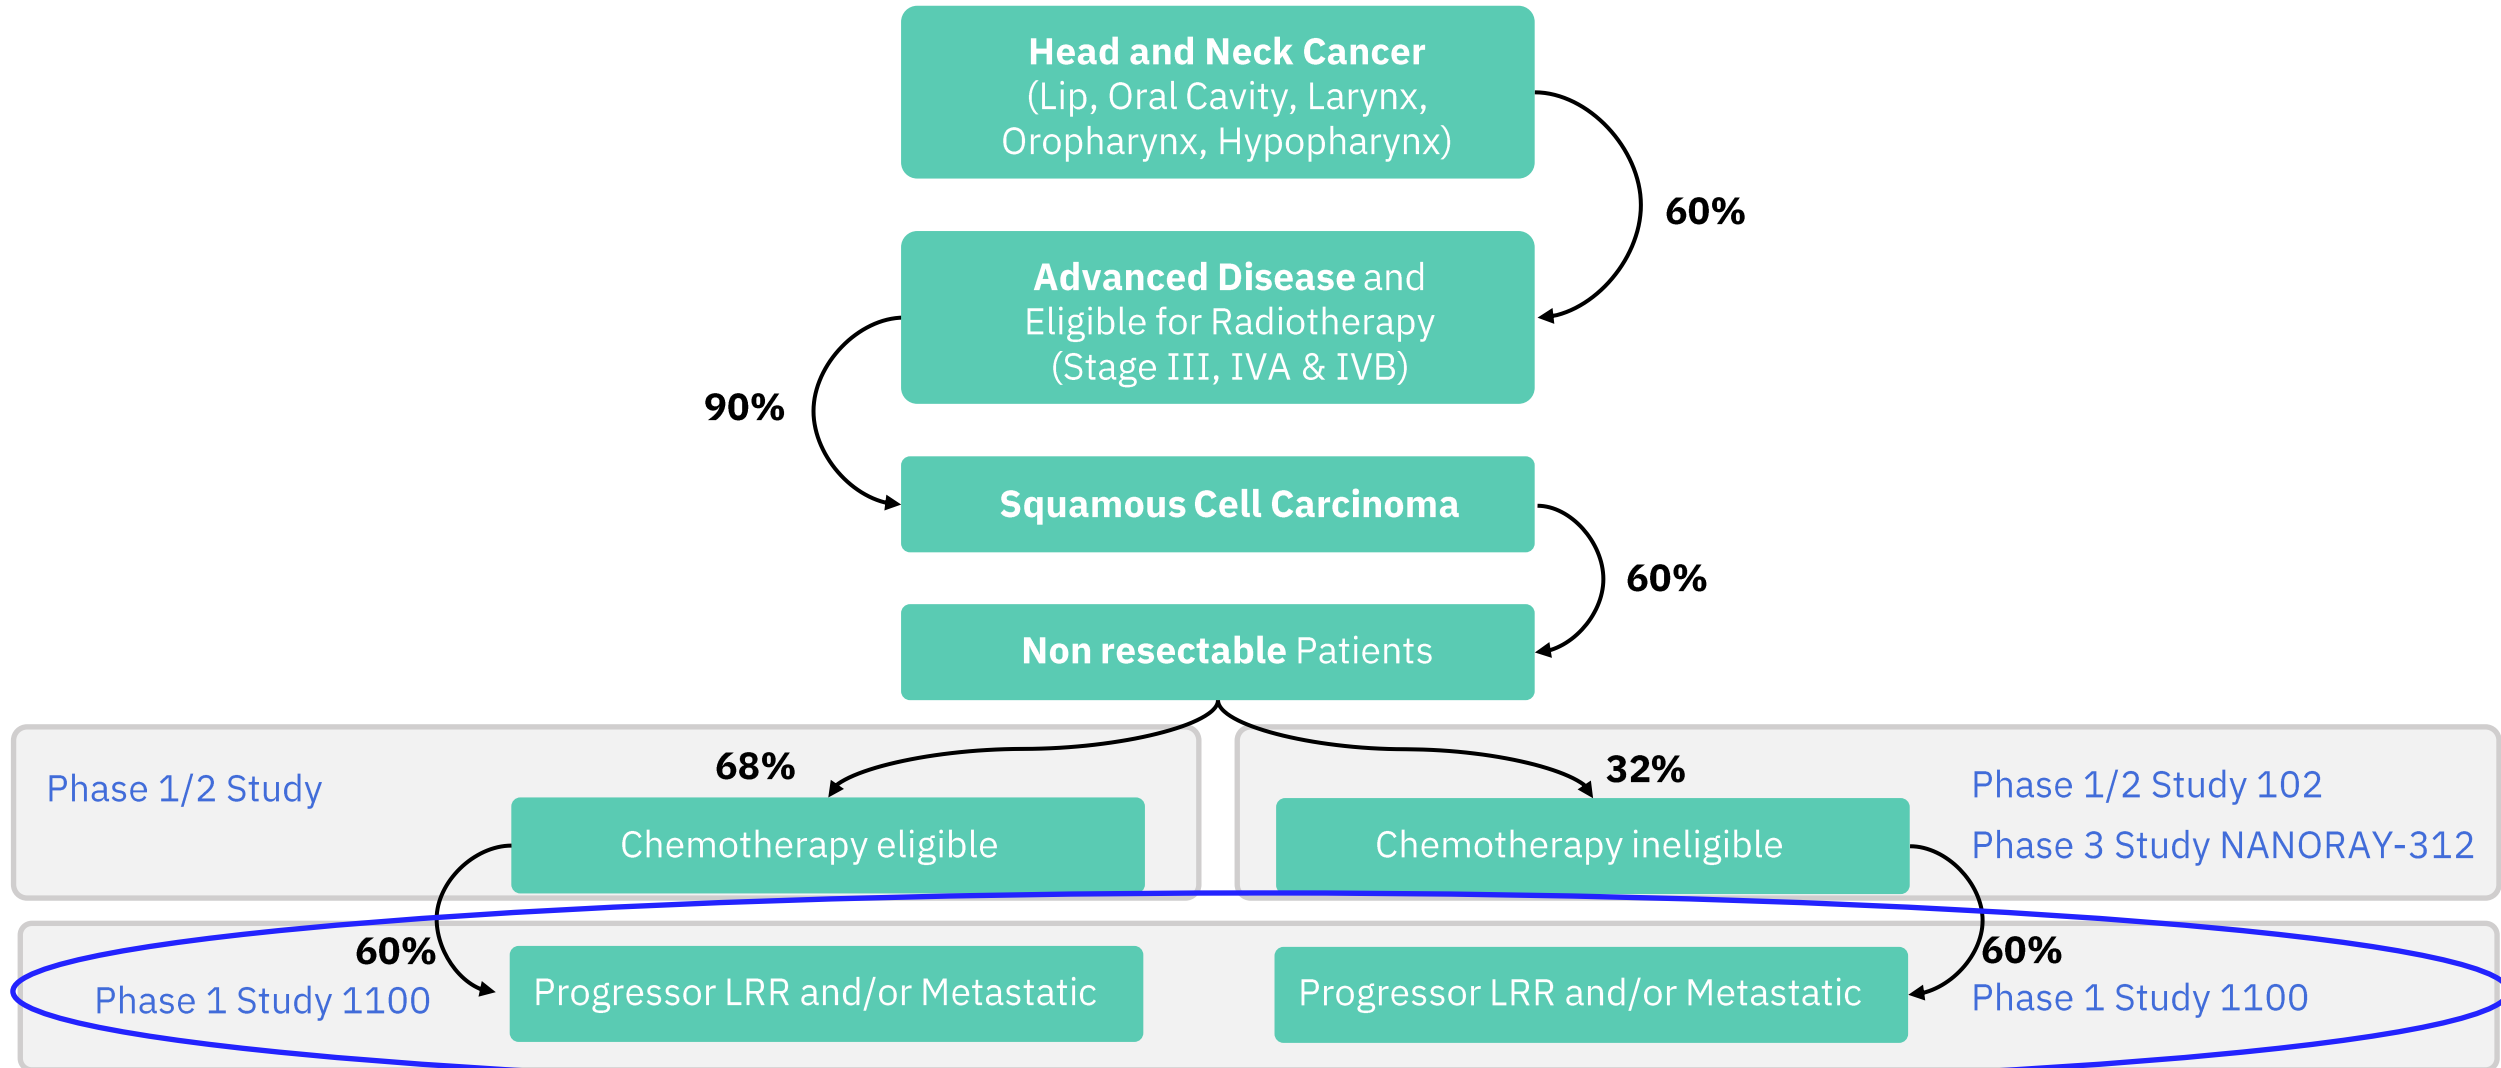 Head and Neck Cancer
(Lip, Oral Cavity, Larynx,
Oropharynx, Hypopharynx)
60%
Advanced Disease and
Eligible for Radiotherapy
(Stage III, IVA & IVB)
90%
Squamous Cell Carcinoma
60%
Non resectable Patients
68%
32%
Phase 1/2 Study
Chemotherapy eligible
Chemotherapy ineligible
Phase 1/2 Study 102
Phase 3 Study NANORAY-312
60%
60%
Phase 1 Study 1100
Progressor LRR and/or Metastatic
Progressor LRR and/or Metastatic
Phase 1 Study 1100